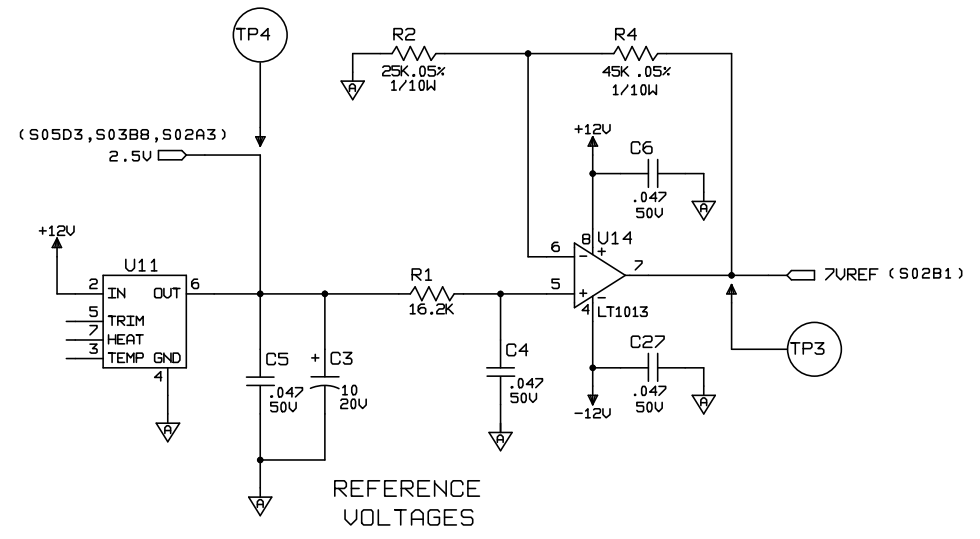 TP4
R2
25K.05%
1/10W
A
R4
45K .05%
1/10W
(S05D3,S03B8,S02A3)
2.5V
+12V
C6
.047
50V
A
+12V
U11
2 IN OUT 6
5 TRIM
7 HEAT
3 TEMP GND
4
A
R1
16.2K
8 U14
6 - +
7
5 + -
4 LT1013
7VREF (S02B1)
TP3
C5
.047
50V
+ C3
10
20V
C4
.047
50V
A
C27
.047
50V
A
-12V
A
REFERENCE
VOLTAGES